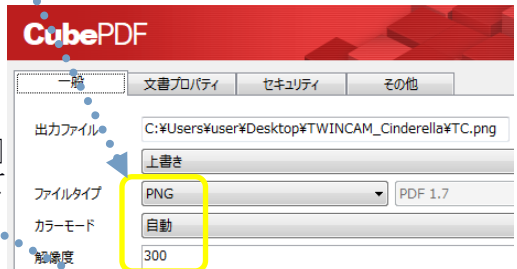 CubePDF
一般 文書プロパティ セキュリティ その他
出力ファイル C:¥Users¥user¥Desktop¥TWINCAM_Cinderella¥TC.png
上書き
ファイルタイプ PNG PDF 1.7
カラーモード 自動
解像度 300